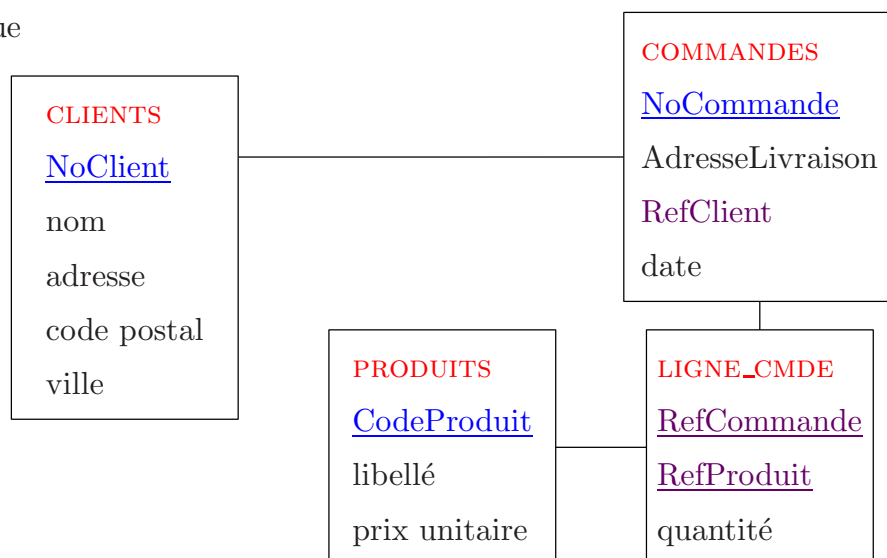 CLIENTS
NoClient
nom
adresse
code postal
ville
COMMANDES
NoCommande
AdresseLivraison
RefClient
date
PRODUITS
CodeProduit
libellé
prix unitaire
LIGNE_CMDE
RefCommande
RefProduit
quantité